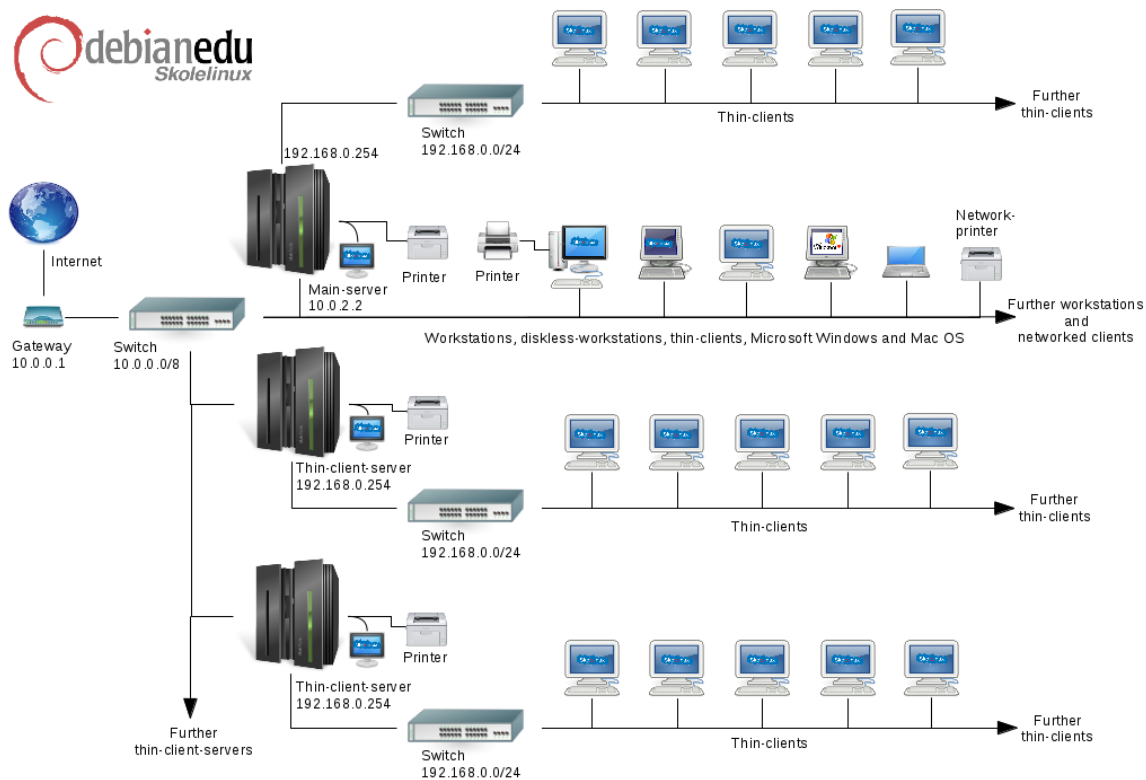 debianedu
Skolelinux
Further
thin-clients
Thin-clients
Switch
192.168.0.0/24
192.168.0.254
Internet
Gateway
10.0.0.1
Switch
10.0.0.0/8
Main-server
10.0.2.2
Printer
Printer
Network-
printer
Windows
Further workstations
and
networked clients
Workstations, diskless-workstations, thin-clients, Microsoft Windows and Mac OS
Printer
Thin-client-server
192.168.0.254
Switch
192.168.0.0/24
Thin-clients
Further
thin-clients
Printer
Thin-client-server
192.168.0.254
Switch
192.168.0.0/24
Thin-clients
Further
thin-clients
Further
thin-client-servers